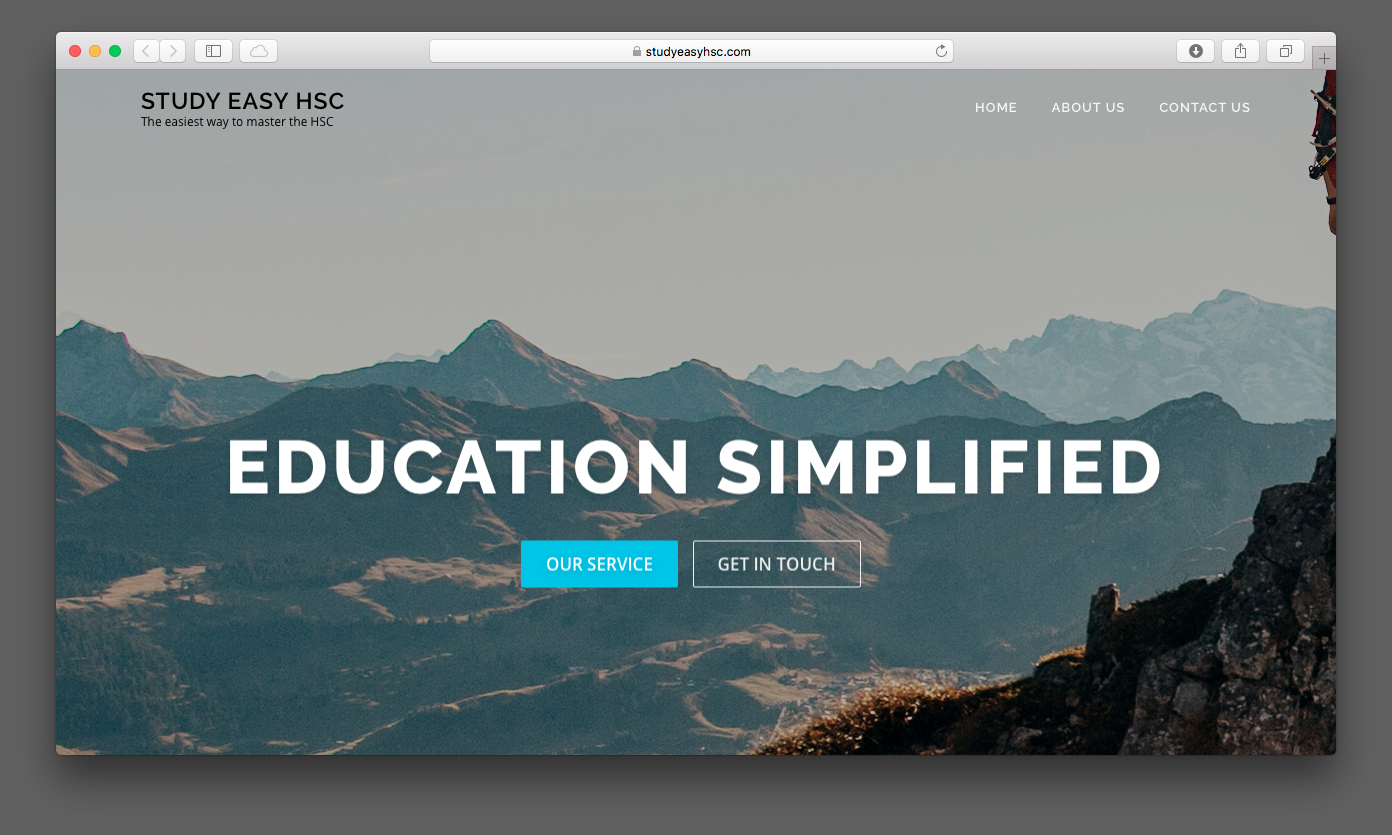 studyeasyhsc.com
STUDY EASY HSC
The easiest way to master the HSC
HOME ABOUT US CONTACT US
EDUCATION SIMPLIFIED
OUR SERVICE GET IN TOUCH